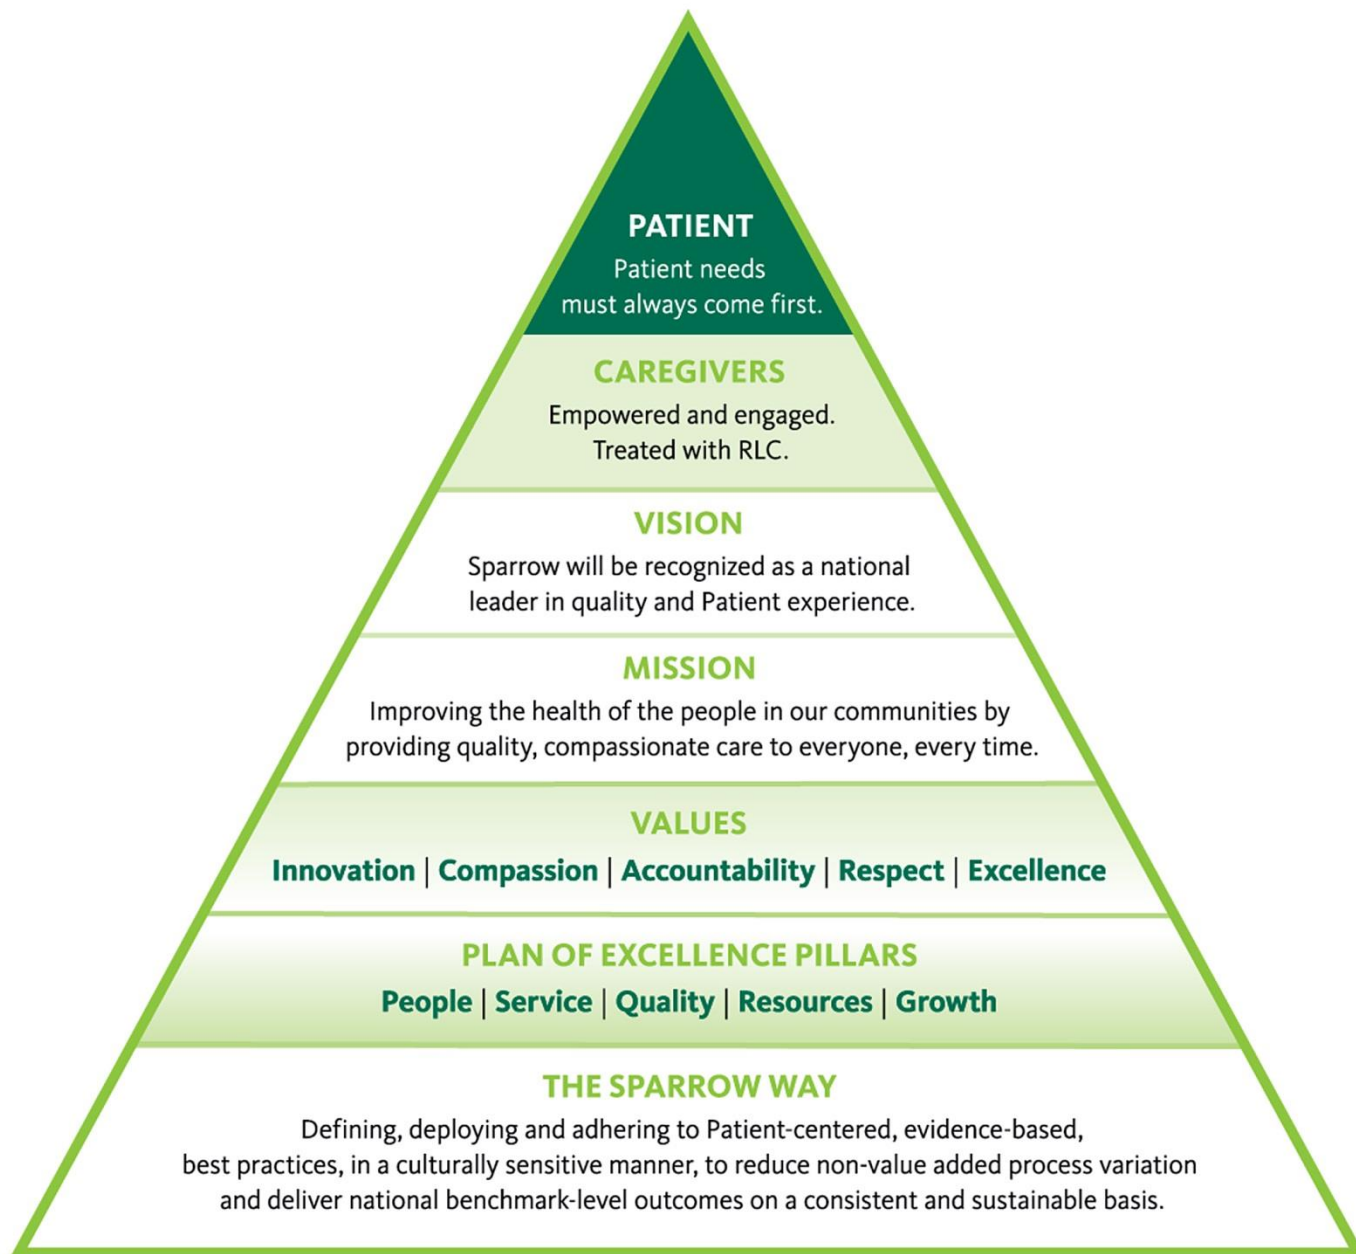 PATIENT
Patient needs
must always come first.
CAREGIVERS
Empowered and engaged.
Treated with RLC.
VISION
Sparrow will be recognized as a national
leader in quality and Patient experience.
MISSION
Improving the health of the people in our communities by
providing quality, compassionate care to everyone, every time.
VALUES
Innovation | Compassion | Accountability | Respect | Excellence
PLAN OF EXCELLENCE PILLARS
People | Service | Quality | Resources | Growth
THE SPARROW WAY
Defining, deploying and adhering to Patient-centered, evidence-based,
best practices, in a culturally sensitive manner, to reduce non-value added process variation
and deliver national benchmark-level outcomes on a consistent and sustainable basis.